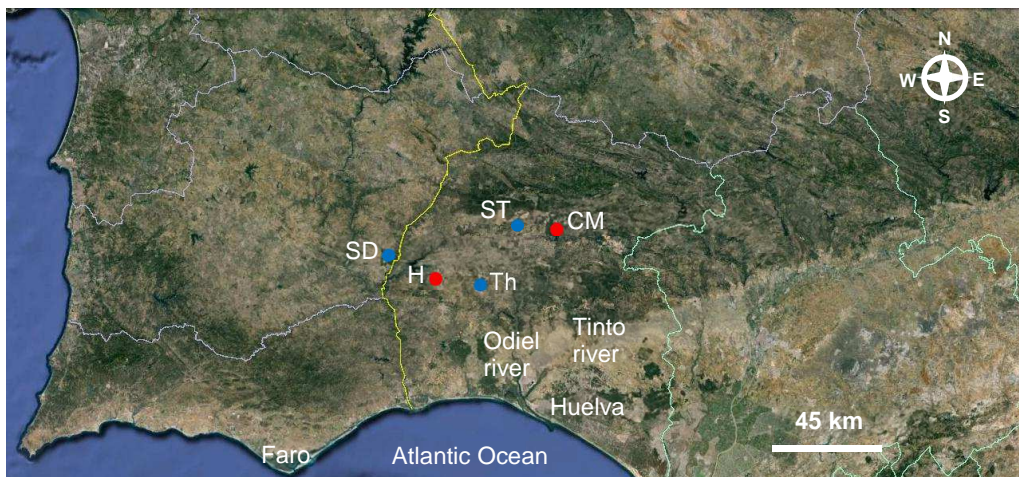 N
W E
S
ST
CM
SD
H
Th
Odiel
river
Tinto
river
Huelva
45 km
Faro
Atlantic Ocean